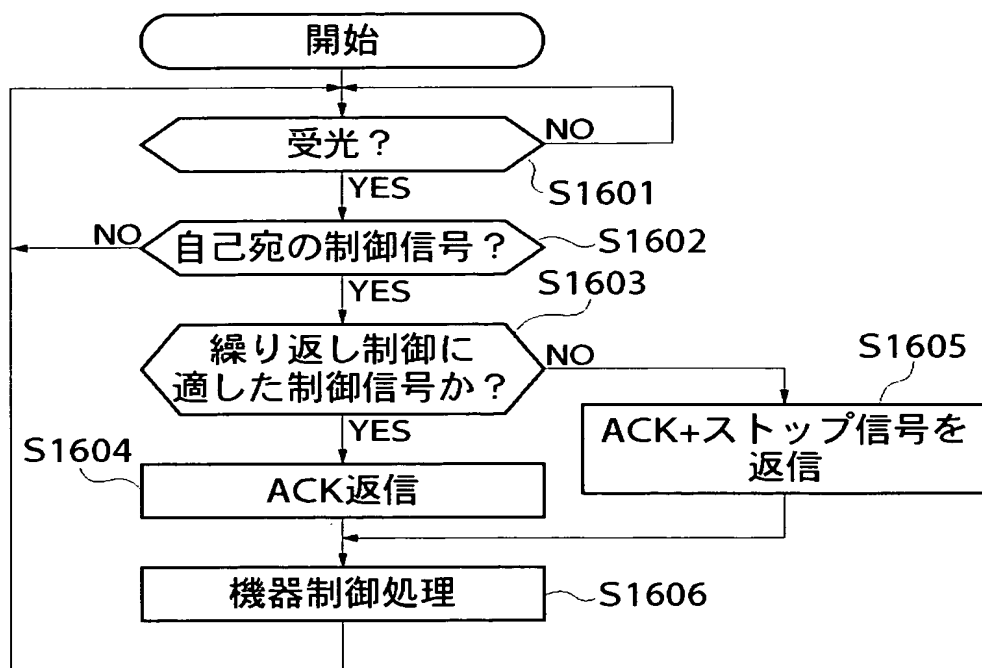 開始
受光？
NO
S1601
YES
NO
自己宛の制御信号？
S1602
YES
S1603
繰り返し制御に
適した制御信号か？
NO
S1605
YES
ACK+ストップ信号を
返信
S1604
ACK返信
機器制御処理
S1606